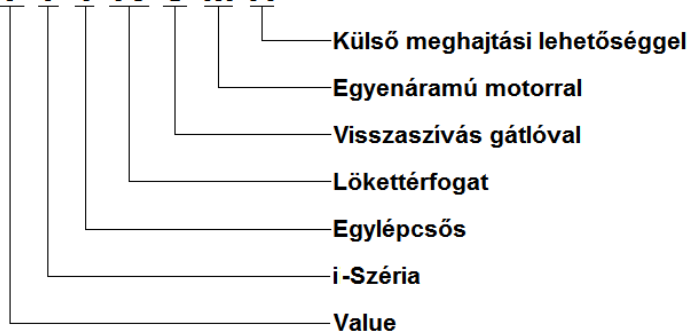 Külső meghajtási lehetőséggel
Egyenáramú motorral
Visszaszívás gátlóval
Lökettérfogat
Egylépcsős
i-Széria
Value